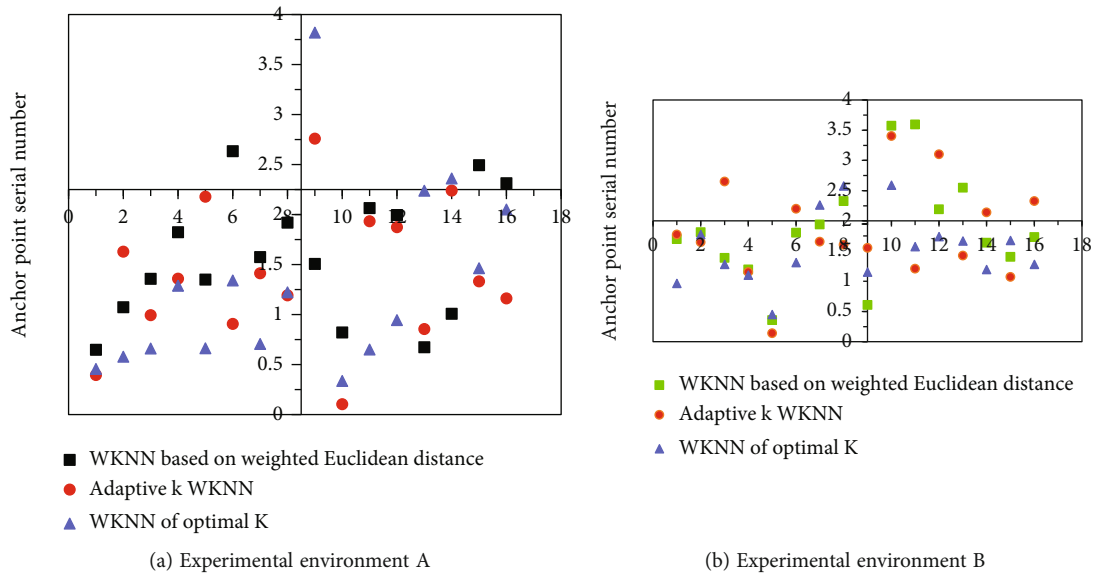 4.5
4
3.5
3
2.5
2
1.5
1
0.5
0
0 2 4 6 8 10 12 14 16 18
Anchor point serial number
WKNN based on weighted Euclidean distance
Adaptive k WKNN
WKNN of optimal K
(a) Experimental environment A
4
3.5
3
2.5
2
1.5
1
0.5
0
0 2 4 6 8 10 12 14 16 18
Anchor point serial number
WKNN based on weighted Euclidean distance
Adaptive k WKNN
WKNN of optimal K
(b) Experimental environment B